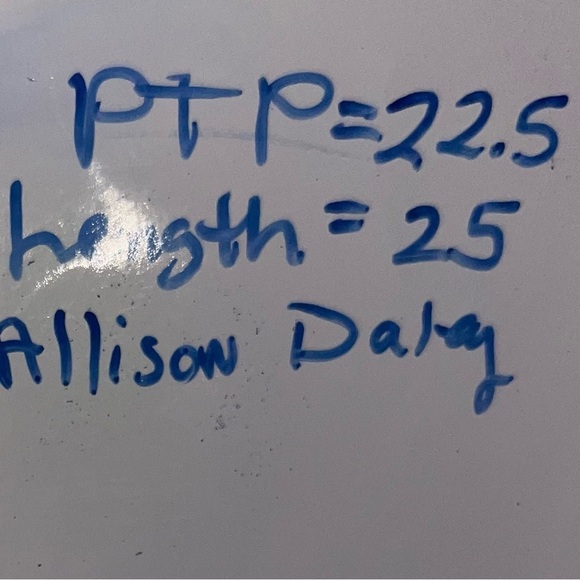 PTP=22.5
Length = 25
Allison Daley